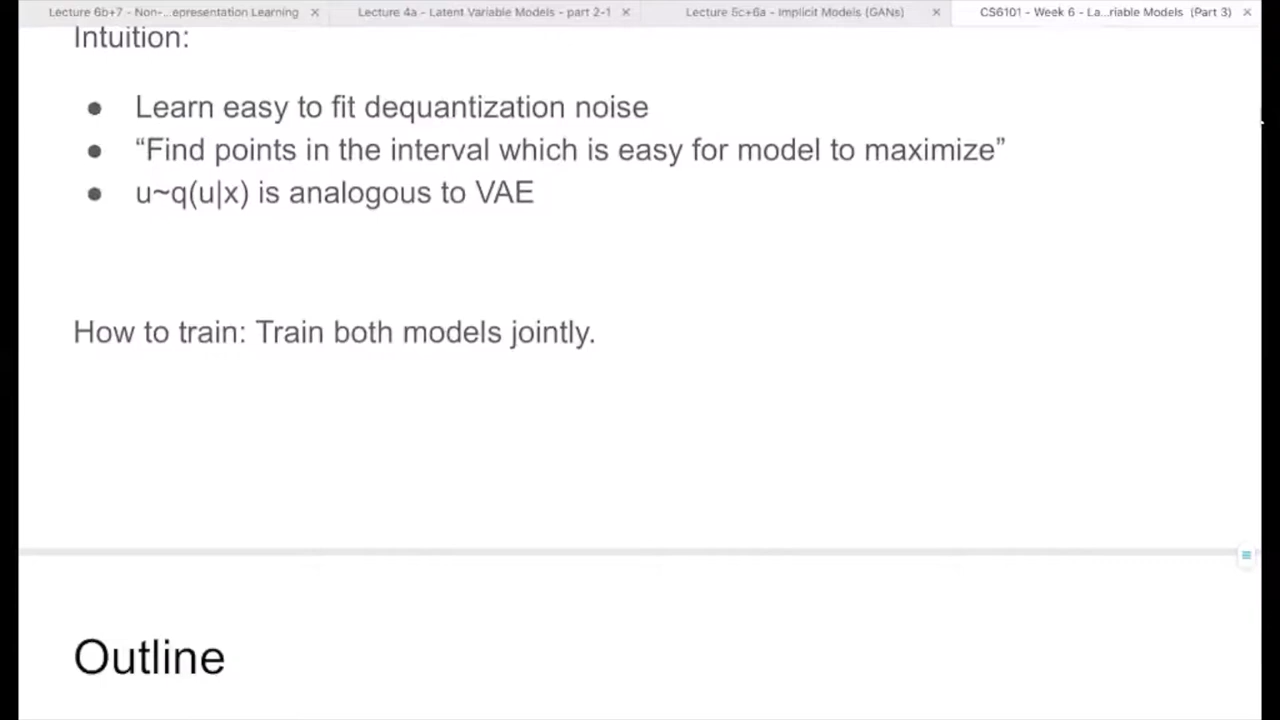 Lecture 6b+7 - Non-...epresentation Learning
Lecture 4a - Latent Variable Models - part 2-1
Lecture 5c+6a - Implicit Models (GANs)
CS6101 - Week 6 - La...riable Models (Part 3)
Intuition:
● Learn easy to fit dequantization noise
● “Find points in the interval which is easy for model to maximize”
● u~q(u|x) is analogous to VAE
How to train: Train both models jointly.
Outline